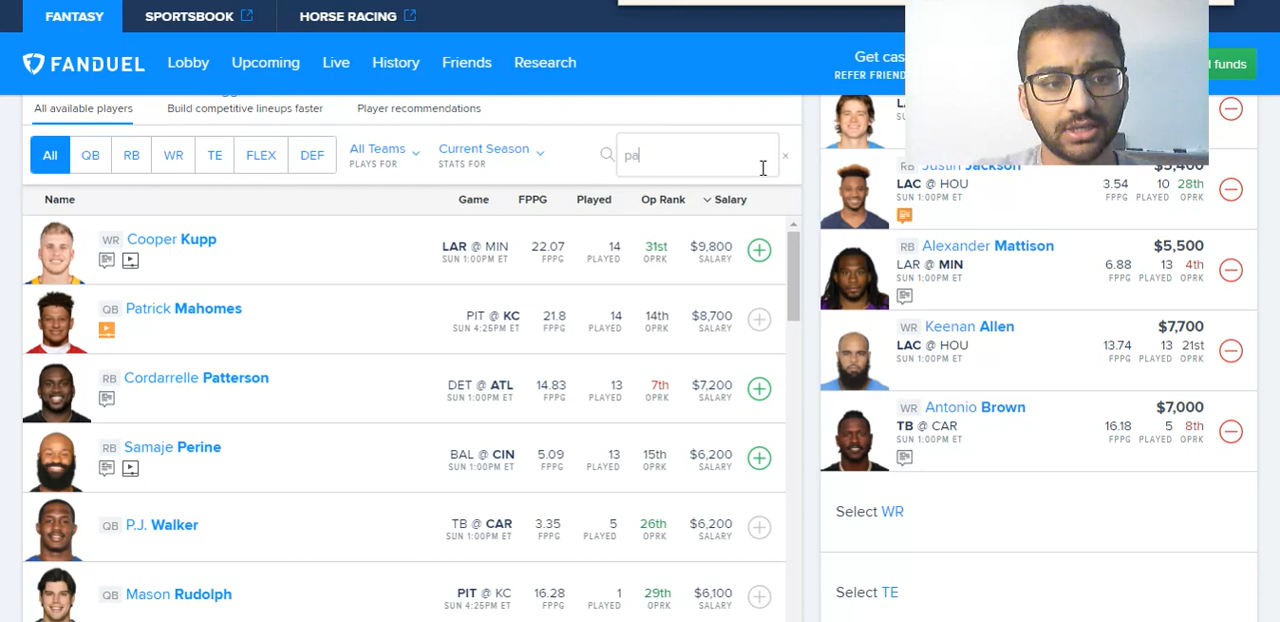 FANTASY SPORTSBOOK HORSE RACING
FANDUEL Lobby Upcoming Live History Friends Research
Get cas
REFER FRIEND
funds
All available players Build competitive lineups faster Player recommendations
All QB RB WR TE FLEX DEF
All Teams
PLAYS FOR
Current Season
STATS FOR
pa
Name Game FPPG Played Op Rank Salary
WR Cooper Kupp
LAR @ MIN 22.07 14 31st $9,800
SUN 1:00PM ET FPPG PLAYED OPRK SALARY
QB Patrick Mahomes
PIT @ KC 21.8 14 14th $8,700
SUN 4:25PM ET FPPG PLAYED OPRK SALARY
RB Cordarrelle Patterson
DET @ ATL 14.83 13 7th $7,200
SUN 1:00PM ET FPPG PLAYED OPRK SALARY
RB Samaje Perine
BAL @ CIN 5.09 13 15th $6,200
SUN 1:00PM ET FPPG PLAYED OPRK SALARY
QB P.J. Walker
TB @ CAR 3.35 5 26th $6,200
SUN 1:00PM ET FPPG PLAYED OPRK SALARY
QB Mason Rudolph
PIT @ KC 16.28 1 29th $6,100
SUN 4:25PM ET FPPG PLAYED OPRK SALARY
RB Justin Jackson $5,400
LAC @ HOU 3.54 10 28th
SUN 1:00PM ET FPPG PLAYED OPRK
RB Alexander Mattison $5,500
LAR @ MIN 6.88 13 4th
SUN 1:00PM ET FPPG PLAYED OPRK
WR Keenan Allen $7,700
LAC @ HOU 13.74 13 21st
SUN 1:00PM ET FPPG PLAYED OPRK
WR Antonio Brown $7,000
TB @ CAR 16.18 5 8th
SUN 1:00PM ET FPPG PLAYED OPRK
Select WR
Select TE